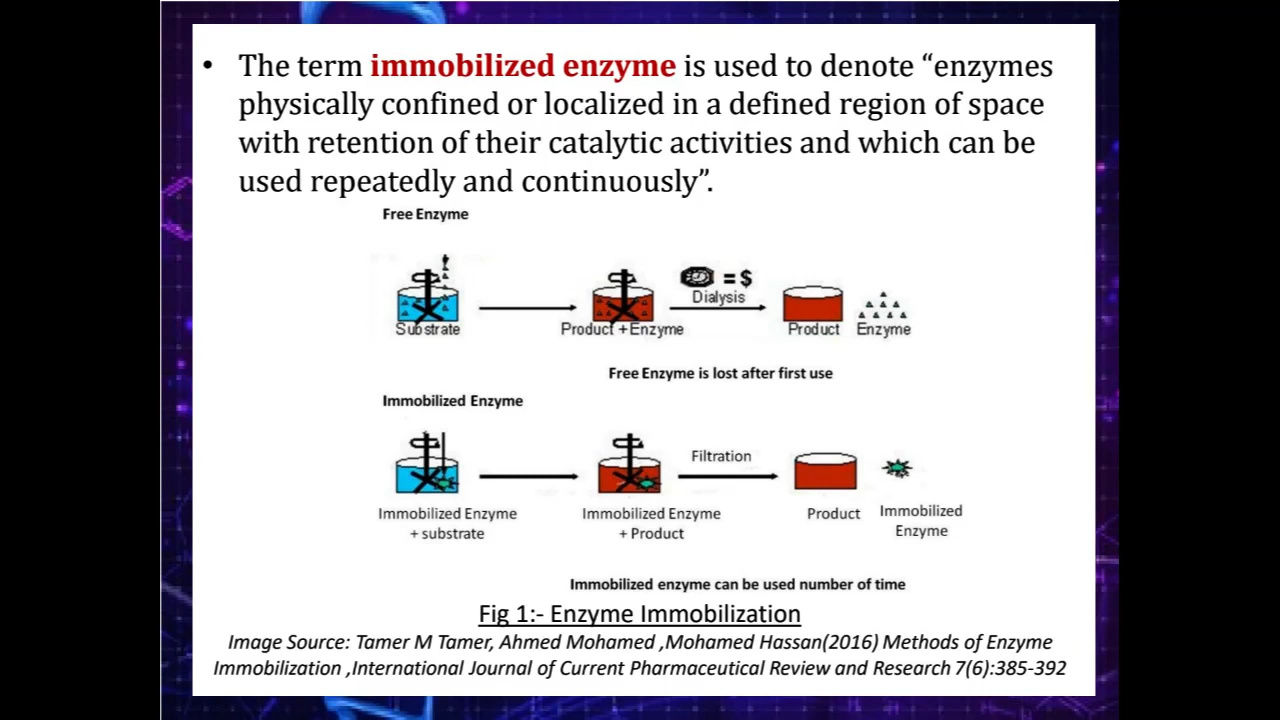 • The term immobilized enzyme is used to denote “enzymes
physically confined or localized in a defined region of space
with retention of their catalytic activities and which can be
used repeatedly and continuously”.
Free Enzyme
= $
Dialysis
Substrate
Product + Enzyme
Product
Enzyme
Free Enzyme is lost after first use
Immobilized Enzyme
Filtration
Immobilized Enzyme
+ substrate
Immobilized Enzyme
+ Product
Product
Immobilized
Enzyme
Immobilized enzyme can be used number of time
Fig 1:- Enzyme Immobilization
Image Source: Tamer M Tamer, Ahmed Mohamed ,Mohamed Hassan(2016) Methods of Enzyme
Immobilization ,International Journal of Current Pharmaceutical Review and Research 7(6):385-392